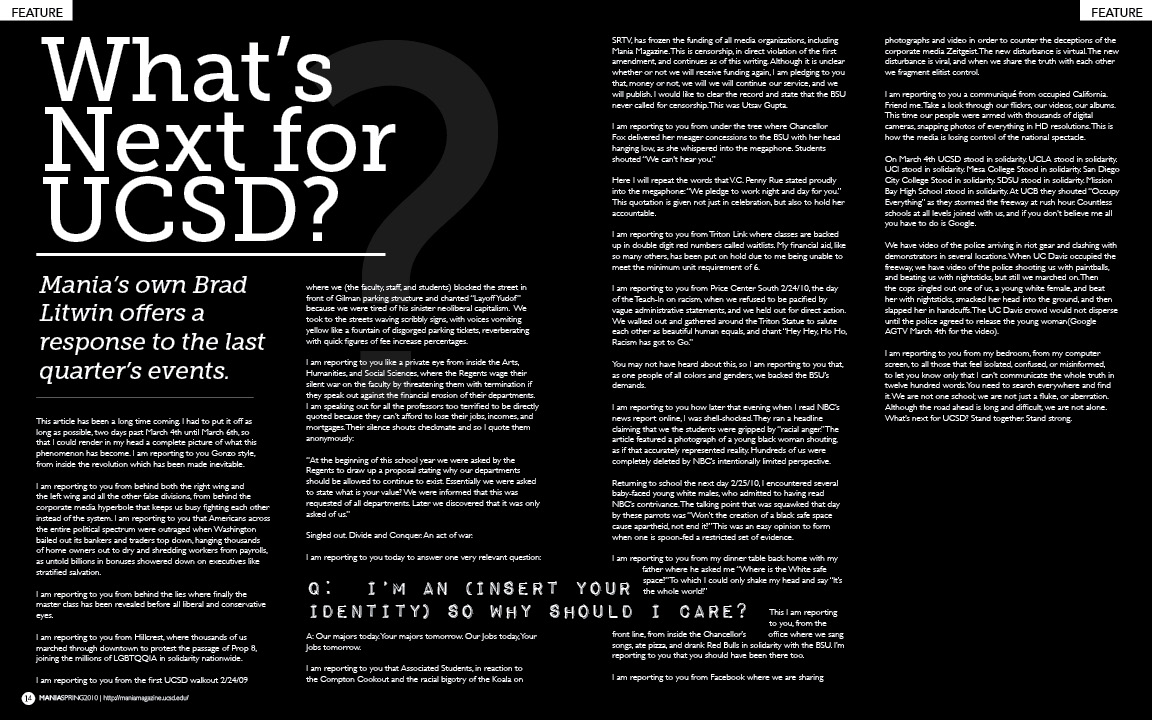 FEATURE
FEATURE
What's
Next for
UCSD?
Mania's own Brad
Litwin offers a
response to the last
quarter's events.
This article has been a long time coming. I had to put it off as
long as possible, two days past March 4th until March 6th, so
that I could render in my head a complete picture of what this
phenomenon has become. I am reporting to you Gonzo style,
from inside the revolution which has been made inevitable.
I am reporting to you from behind both the right wing and
the left wing and all the other false divisions, from behind the
corporate media hyperbole that keeps us busy fighting each other
instead of the system. I am reporting to you that Americans across
the entire political spectrum were outraged when Washington
bailed out its bankers and traders top down, hanging thousands
of home owners out to dry and shredding workers from payrolls,
as untold billions in bonuses showered down on executives like
stratified salvation.
I am reporting to you from behind the lies where finally the
master class has been revealed before all liberal and conservative
eyes.
I am reporting to you from Hillcrest, where thousands of us
marched through downtown to protest the passage of Prop 8,
joining the millions of LGBTQQIA in solidarity nationwide.
I am reporting to you from the first UCSD walkout 2/24/09
where we (the faculty, staff, and students) blocked the street in
front of Gilman parking structure and chanted "Layoff Yudof"
because we were tired of his sinister neoliberal capitalism. We
took to the streets waving scribbly signs, with voices vomiting
yellow like a fountain of disgorged parking tickets, reverberating
with quick figures of fee increase percentages.
I am reporting to you like a private eye from inside the Arts,
Humanities, and Social Sciences, where the Regents wage their
silent war on the faculty by threatening them with termination if
they speak out against the financial erosion of their departments.
I am speaking out for all the professors too terrified to be directly
quoted because they can't afford to lose their jobs, incomes, and
mortgages. Their silence shouts checkmate and so I quote them
anonymously:
"At the beginning of this school year we were asked by the
Regents to draw up a proposal stating why our departments
should be allowed to continue to exist. Essentially we were asked
to state what is your value? We were informed that this was
requested of all departments. Later we discovered that it was only
asked of us."
Singled out. Divide and Conquer. An act of war.
I am reporting to you today to answer one very relevant question:
Q: I'M AN (INSERT YOUR
IDENTITY) SO WHY SHOULD I CARE?
A: Our majors today. Your majors tomorrow. Our Jobs today, Your
Jobs tomorrow.
I am reporting to you that Associated Students, in reaction to
the Compton Cookout and the racial bigotry of the Koala on
SRTV, has frozen the funding of all media organizations, including
Mania Magazine. This is censorship, in direct violation of the first
amendment, and continues as of this writing. Although it is unclear
whether or not we will receive funding again, I am pledging to you
that, money or not, we will we will continue our service, and we
will publish. I would like to clear the record and state that the BSU
never called for censorship. This was Utsav Gupta.
I am reporting to you from under the tree where Chancellor
Fox delivered her meager concessions to the BSU with her head
hanging low, as she whispered into the megaphone. Students
shouted "We can't hear you."
Here I will repeat the words that V.C. Penny Rue stated proudly
into the megaphone: "We pledge to work night and day for you."
This quotation is given not just in celebration, but also to hold her
accountable.
I am reporting to you from Triton Link where classes are backed
up in double digit red numbers called waitlists. My financial aid, like
so many others, has been put on hold due to me being unable to
meet the minimum unit requirement of 6.
I am reporting to you from Price Center South 2/24/10, the day
of the Teach-In on racism, when we refused to be pacified by
vague administrative statements, and we held out for direct action.
We walked out and gathered around the Triton Statue to salute
each other as beautiful human equals, and chant "Hey Hey, Ho Ho,
Racism has got to Go."
You may not have heard about this, so I am reporting to you that,
as one people of all colors and genders, we backed the BSU's
demands.
I am reporting to you how later that evening when I read NBC's
news report online, I was shell-shocked. They ran a headline
claiming that we the students were gripped by "racial anger." The
article featured a photograph of a young black woman shouting,
as if that accurately represented reality. Hundreds of us were
completely deleted by NBC's intentionally limited perspective.
Returning to school the next day 2/25/10, I encountered several
baby-faced young white males, who admitted to having read
NBC's contrivance. The talking point that was squawked that day
by these parrots was "Won't the creation of a black safe space
cause apartheid, not end it?" This was an easy opinion to form
when one is spoon-fed a restricted set of evidence.
I am reporting to you from my dinner table back home with my
father where he asked me "Where is the White safe
space?" To which I could only shake my head and say "It's
the whole world!"
This I am reporting
to you, from the
front line, from inside the Chancellor's office where we sang
songs, ate pizza, and drank Red Bulls in solidarity with the BSU. I'm
reporting to you that you should have been there too.
I am reporting to you from Facebook where we are sharing
photographs and video in order to counter the deceptions of the
corporate media Zeitgeist. The new disturbance is virtual. The new
disturbance is viral, and when we share the truth with each other
we fragment elitist control.
I am reporting to you a communiqué from occupied California.
Friend me. Take a look through our flickrs, our videos, our albums.
This time our people were armed with thousands of digital
cameras, snapping photos of everything in HD resolutions. This is
how the media is losing control of the national spectacle.
On March 4th UCSD stood in solidarity. UCLA stood in solidarity.
UCI stood in solidarity. Mesa College Stood in solidarity. San Diego
City College Stood in solidarity. SDSU stood in solidarity. Mission
Bay High School stood in solidarity. At UCB they shouted "Occupy
Everything" as they stormed the freeway at rush hour. Countless
schools at all levels joined with us, and if you don't believe me all
you have to do is Google.
We have video of the police arriving in riot gear and clashing with
demonstrators in several locations. When UC Davis occupied the
freeway, we have video of the police shooting us with paintballs,
and beating us with nightsticks, but still we marched on. Then
the cops singled out one of us, a young white female, and beat
her with nightsticks, smacked her head into the ground, and then
slapped her in handcuffs. The UC Davis crowd would not disperse
until the police agreed to release the young woman(Google
AGTV March 4th for the video).
I am reporting to you from my bedroom, from my computer
screen, to all those that feel isolated, confused, or misinformed,
to let you know only that I can't communicate the whole truth in
twelve hundred words. You need to search everywhere and find
it. We are not one school; we are not just a fluke, or aberration.
Although the road ahead is long and difficult, we are not alone.
What's next for UCSD? Stand together. Stand strong.
14 MANIASPRING2010 | http://maniamagazine.ucsd.edu/